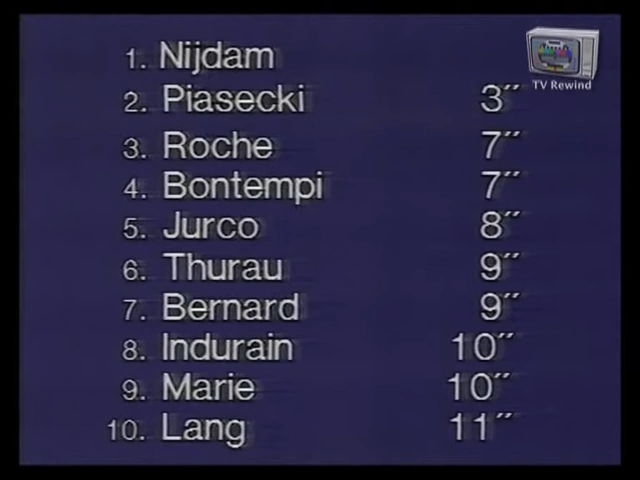 1. Nijdam
2. Piasecki 3″
3. Roche 7″
4. Bontempi 7″
5. Jurco 8″
6. Thurau 9″
7. Bernard 9″
8. Indurain 10″
9. Marie 10″
10. Lang 11″
TV Rewind